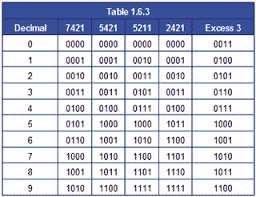 Table 1.6.3
Decimal 7421 5421 5211 2421 Excess 3
0 0000 0000 0000 0000 0011
1 0001 0001 0010 0001 0100
2 0010 0010 0011 0010 0101
3 0011 0011 0101 0011 0110
4 0100 0100 0111 0100 0111
5 0101 1000 1000 1011 1000
6 0110 1001 1010 1100 1001
7 1000 1010 1100 1101 1010
8 1001 1011 1101 1110 1011
9 1010 1100 1111 1111 1100